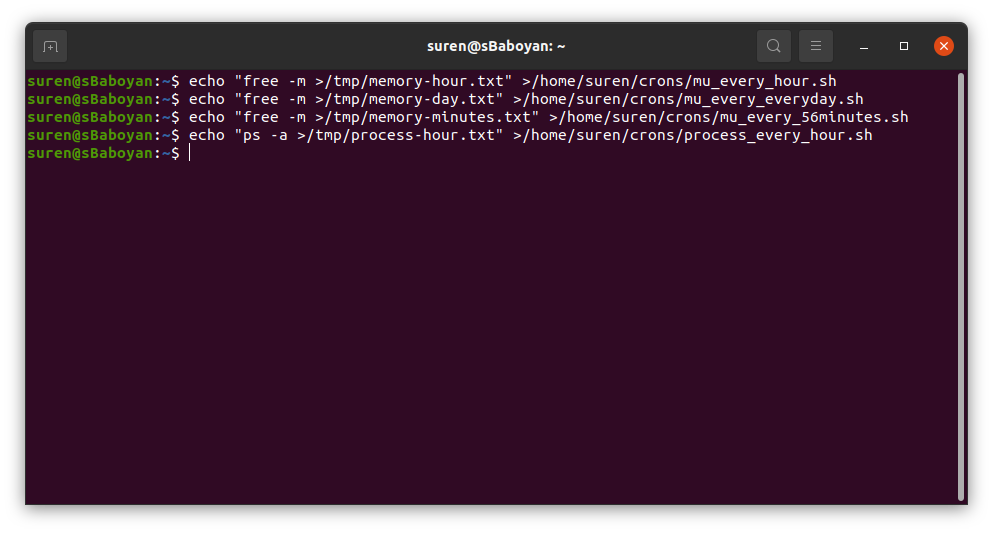 suren@sBaboyan: ~
suren@sBaboyan:~$ echo "free -m >/tmp/memory-hour.txt" >/home/suren/crons/mu_every_hour.sh
suren@sBaboyan:~$ echo "free -m >/tmp/memory-day.txt" >/home/suren/crons/mu_every_everyday.sh
suren@sBaboyan:~$ echo "free -m >/tmp/memory-minutes.txt" >/home/suren/crons/mu_every_56minutes.sh
suren@sBaboyan:~$ echo "ps -a >/tmp/process-hour.txt" >/home/suren/crons/process_every_hour.sh
suren@sBaboyan:~$